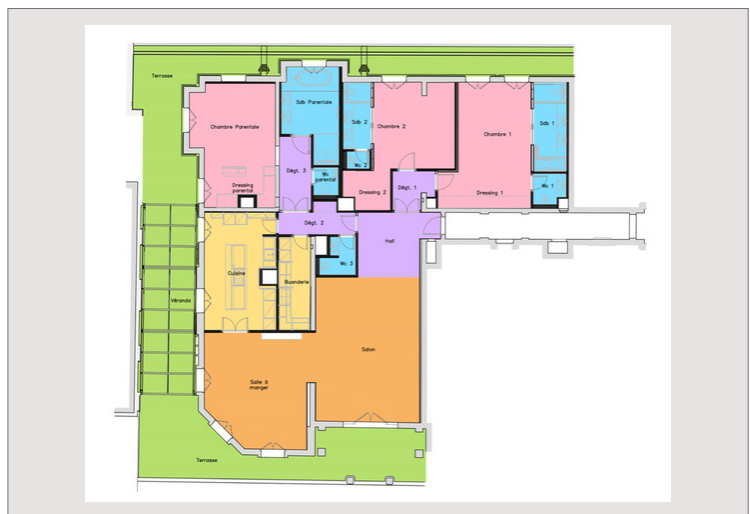 Terrasse
Sdb Parentale
Sdb 2
Chambre Parentale
Chambre 2
Chambre 1
Sdb 1
Wc 2
Dégt. 3
Wc
parental
Dressing
parental
Dressing 2
Dégt. 1
Dressing 1
Wc 1
Dégt. 2
Hall
Wc 3
Cuisine
Buanderie
Véranda
Salon
Salle à
manger
Terrasse